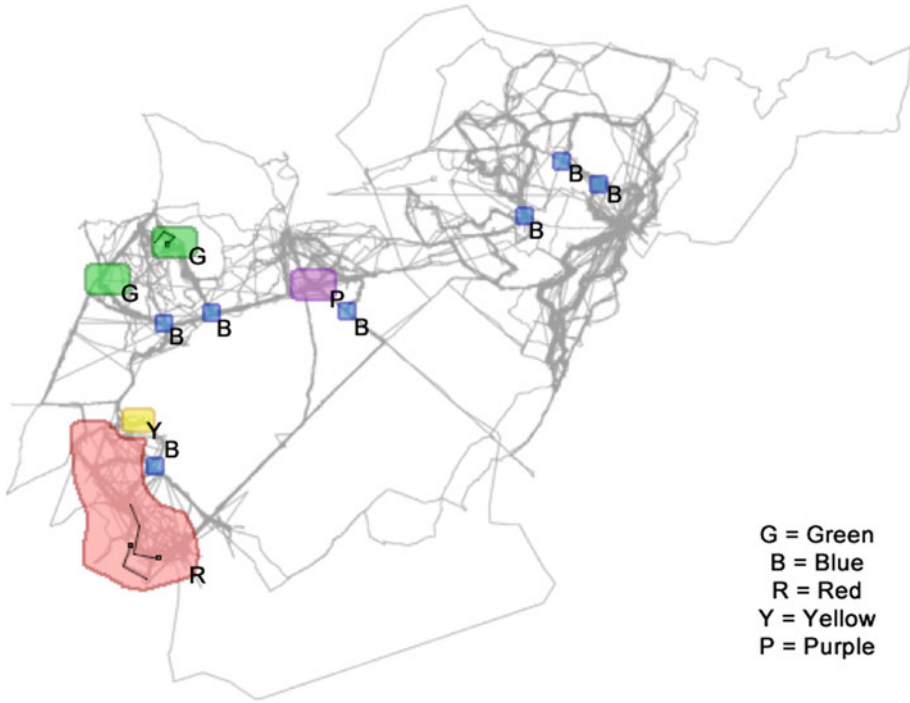 B
B
B
G
G
P
B
B
B
Y
B
R
G = Green
B = Blue
R = Red
Y = Yellow
P = Purple